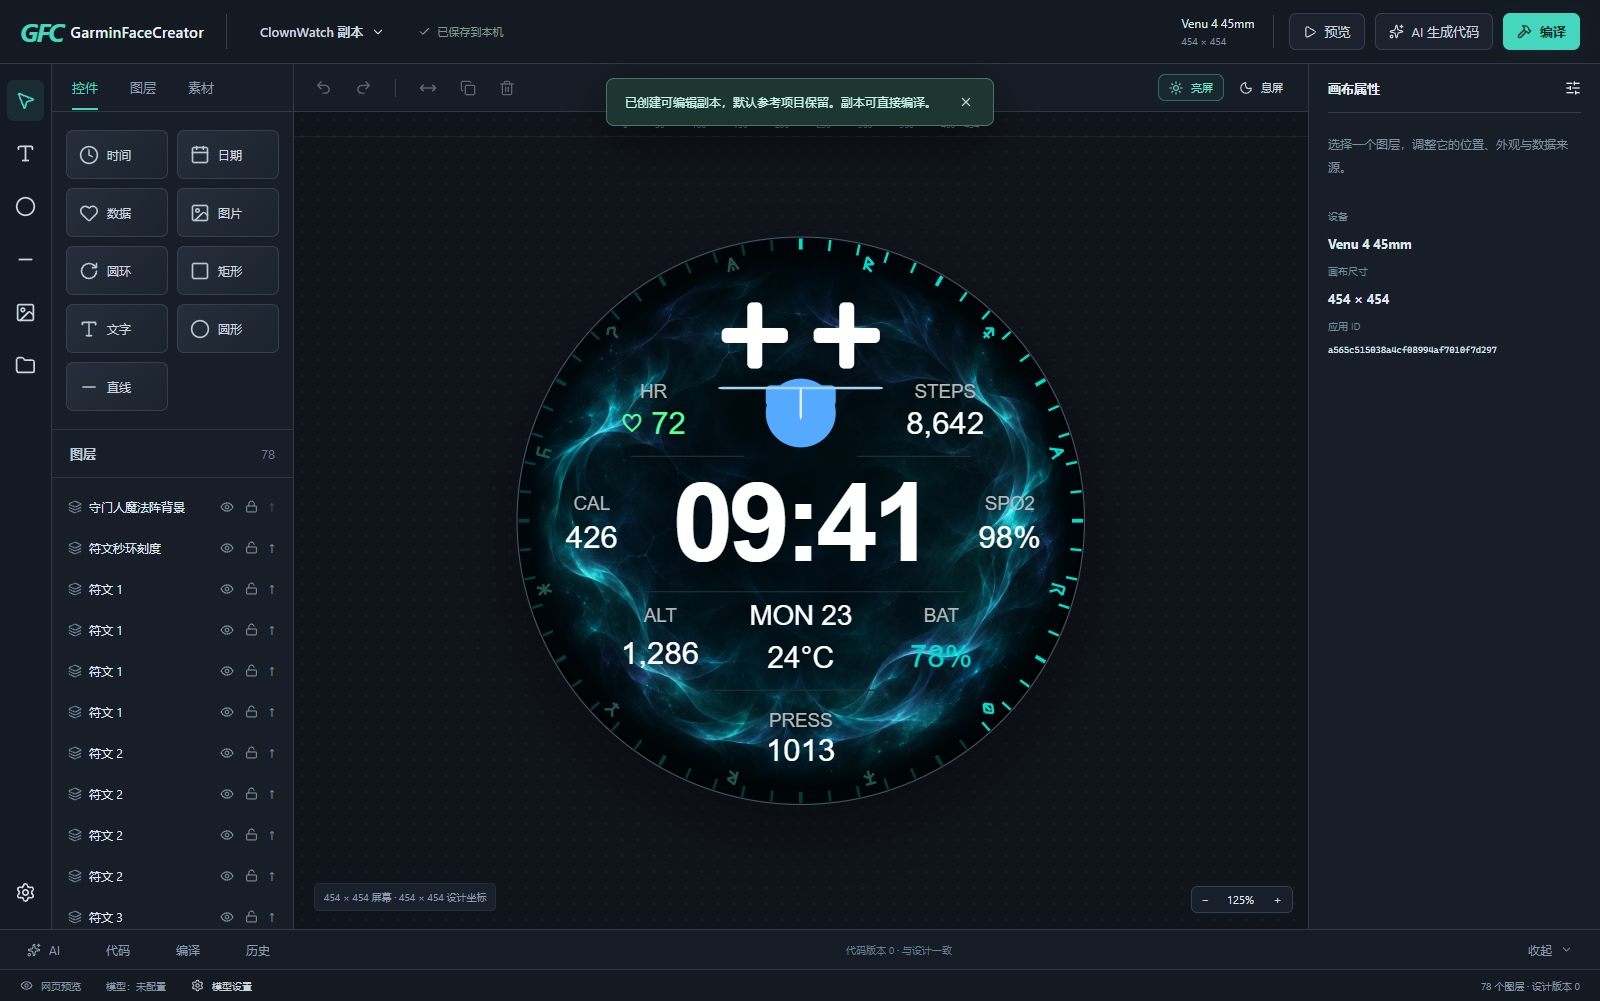 GFC GarminFaceCreator
ClownWatch 副本
已保存到本机
Venu 4 45mm
454 × 454
预览
AI 生成代码
编译
控件
图层
素材
已创建可编辑副本，默认参考项目保留。副本可直接编译。
亮屏
息屏
画布属性
时间
日期
数据
图片
圆环
矩形
文字
圆形
直线
图层
78
守门人魔法阵背景
符文秒环刻度
符文 1
符文 1
符文 1
符文 1
符文 2
符文 2
符文 2
符文 2
符文 3
HR
72
STEPS
8,642
CAL
426
09:41
SPO2
98%
ALT
1,286
MON 23
24°C
BAT
78%
PRESS
1013
454 × 454 屏幕 · 454 × 454 设计坐标
− 125% +
选择一个图层，调整它的位置、外观与数据来
源。
设备
Venu 4 45mm
画布尺寸
454 × 454
应用 ID
a565c515038a4cf08994af7010f7d297
AI
代码
编译
历史
代码版本 0 · 与设计一致
收起
网页预览
模型：未配置
模型设置
78 个图层 · 设计版本 0